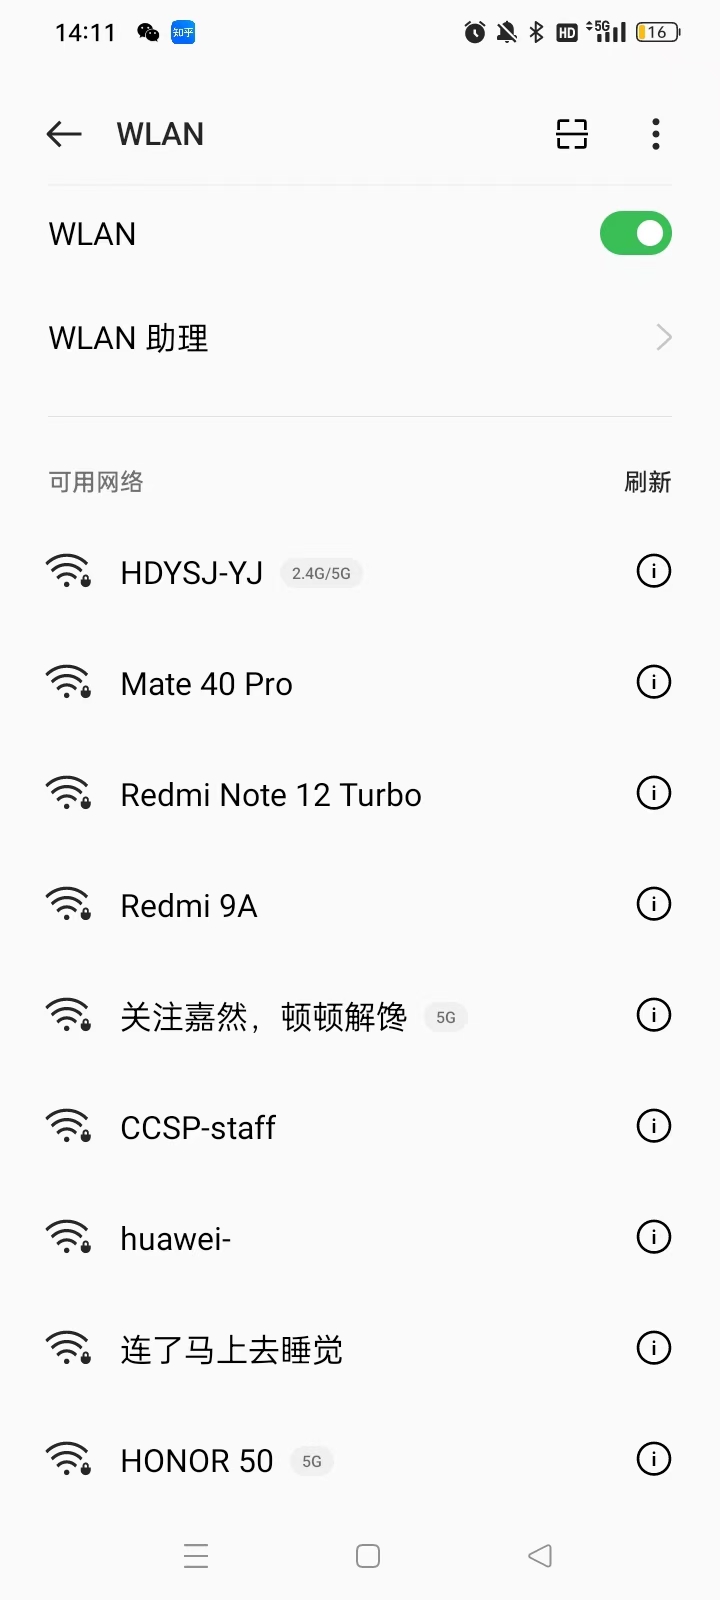 14:11 知乎 HD 5G 16
WLAN
WLAN
WLAN 助理
可用网络 刷新
HDYSJ-YJ 2.4G/5G
Mate 40 Pro
Redmi Note 12 Turbo
Redmi 9A
关注嘉然，顿顿解馋 5G
CCSP-staff
huawei-
连了马上去睡觉
HONOR 50 5G